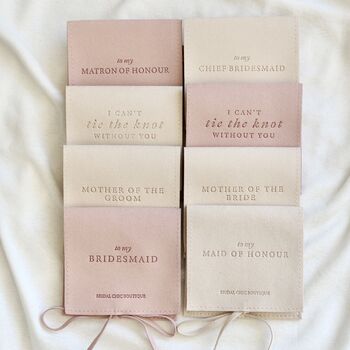 to my
MATRON OF HONOUR
to my
CHIEF BRIDESMAID
I CAN'T
tie the knot
WITHOUT YOU
I CAN'T
tie the knot
WITHOUT YOU
MOTHER OF THE
GROOM
MOTHER OF THE
BRIDE
to my
BRIDESMAID
BRIDAL CHIC BOUTIQUE
to my
MAID OF HONOUR
BRIDAL CHIC BOUTIQUE